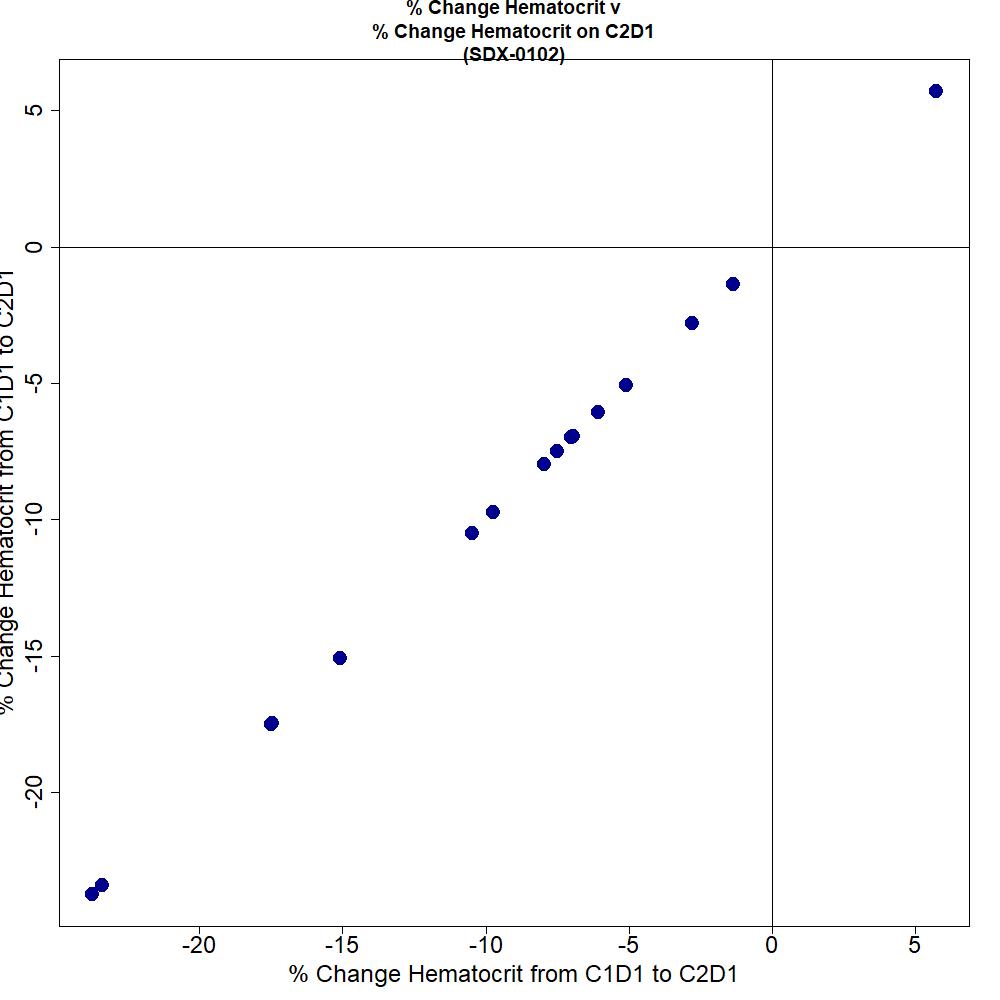 % Change Hematocrit v
% Change Hematocrit on C2D1
(SDX-0102)
% Change Hematocrit from C1D1 to C2D1
5
0
-5
-10
-15
-20
-20
-15
-10
-5
0
5
% Change Hematocrit from C1D1 to C2D1